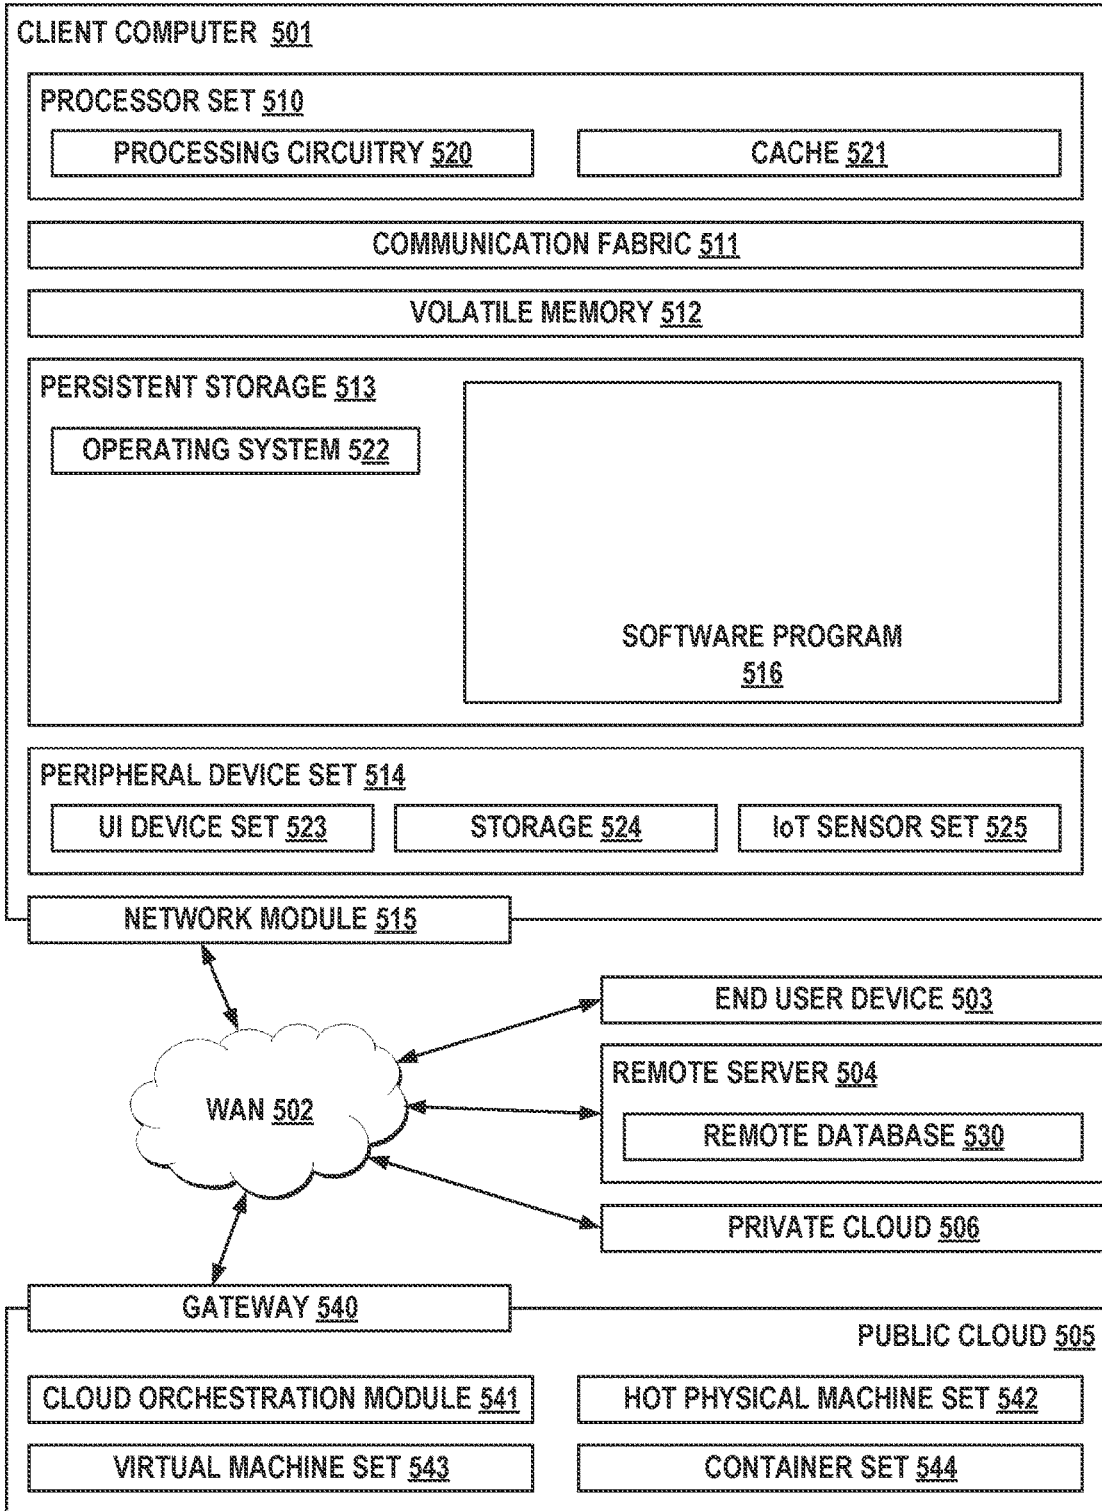 CLIENT COMPUTER 501
PROCESSOR SET 510
PROCESSING CIRCUITRY 520
CACHE 521
COMMUNICATION FABRIC 511
VOLATILE MEMORY 512
PERSISTENT STORAGE 513
OPERATING SYSTEM 522
SOFTWARE PROGRAM
516
PERIPHERAL DEVICE SET 514
UI DEVICE SET 523
STORAGE 524
IoT SENSOR SET 525
NETWORK MODULE 515
END USER DEVICE 503
REMOTE SERVER 504
WAN 502
REMOTE DATABASE 530
PRIVATE CLOUD 506
GATEWAY 540
PUBLIC CLOUD 505
CLOUD ORCHESTRATION MODULE 541
HOT PHYSICAL MACHINE SET 542
VIRTUAL MACHINE SET 543
CONTAINER SET 544